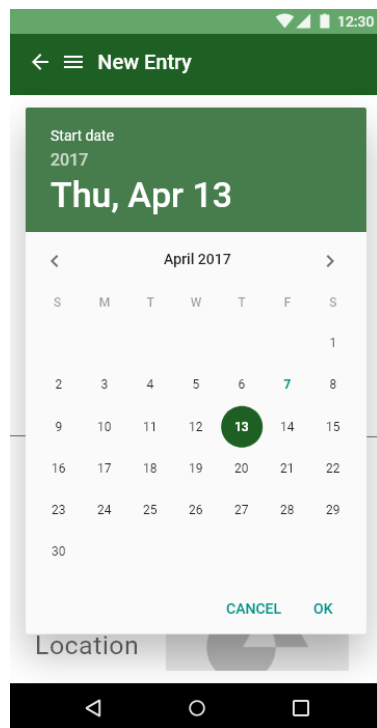 12:30
New Entry
Start date
2017
Thu, Apr 13
April 2017
S M T W T F S
1
2 3 4 5 6 7 8
9 10 11 12 13 14 15
16 17 18 19 20 21 22
23 24 25 26 27 28 29
30
CANCEL OK
Location